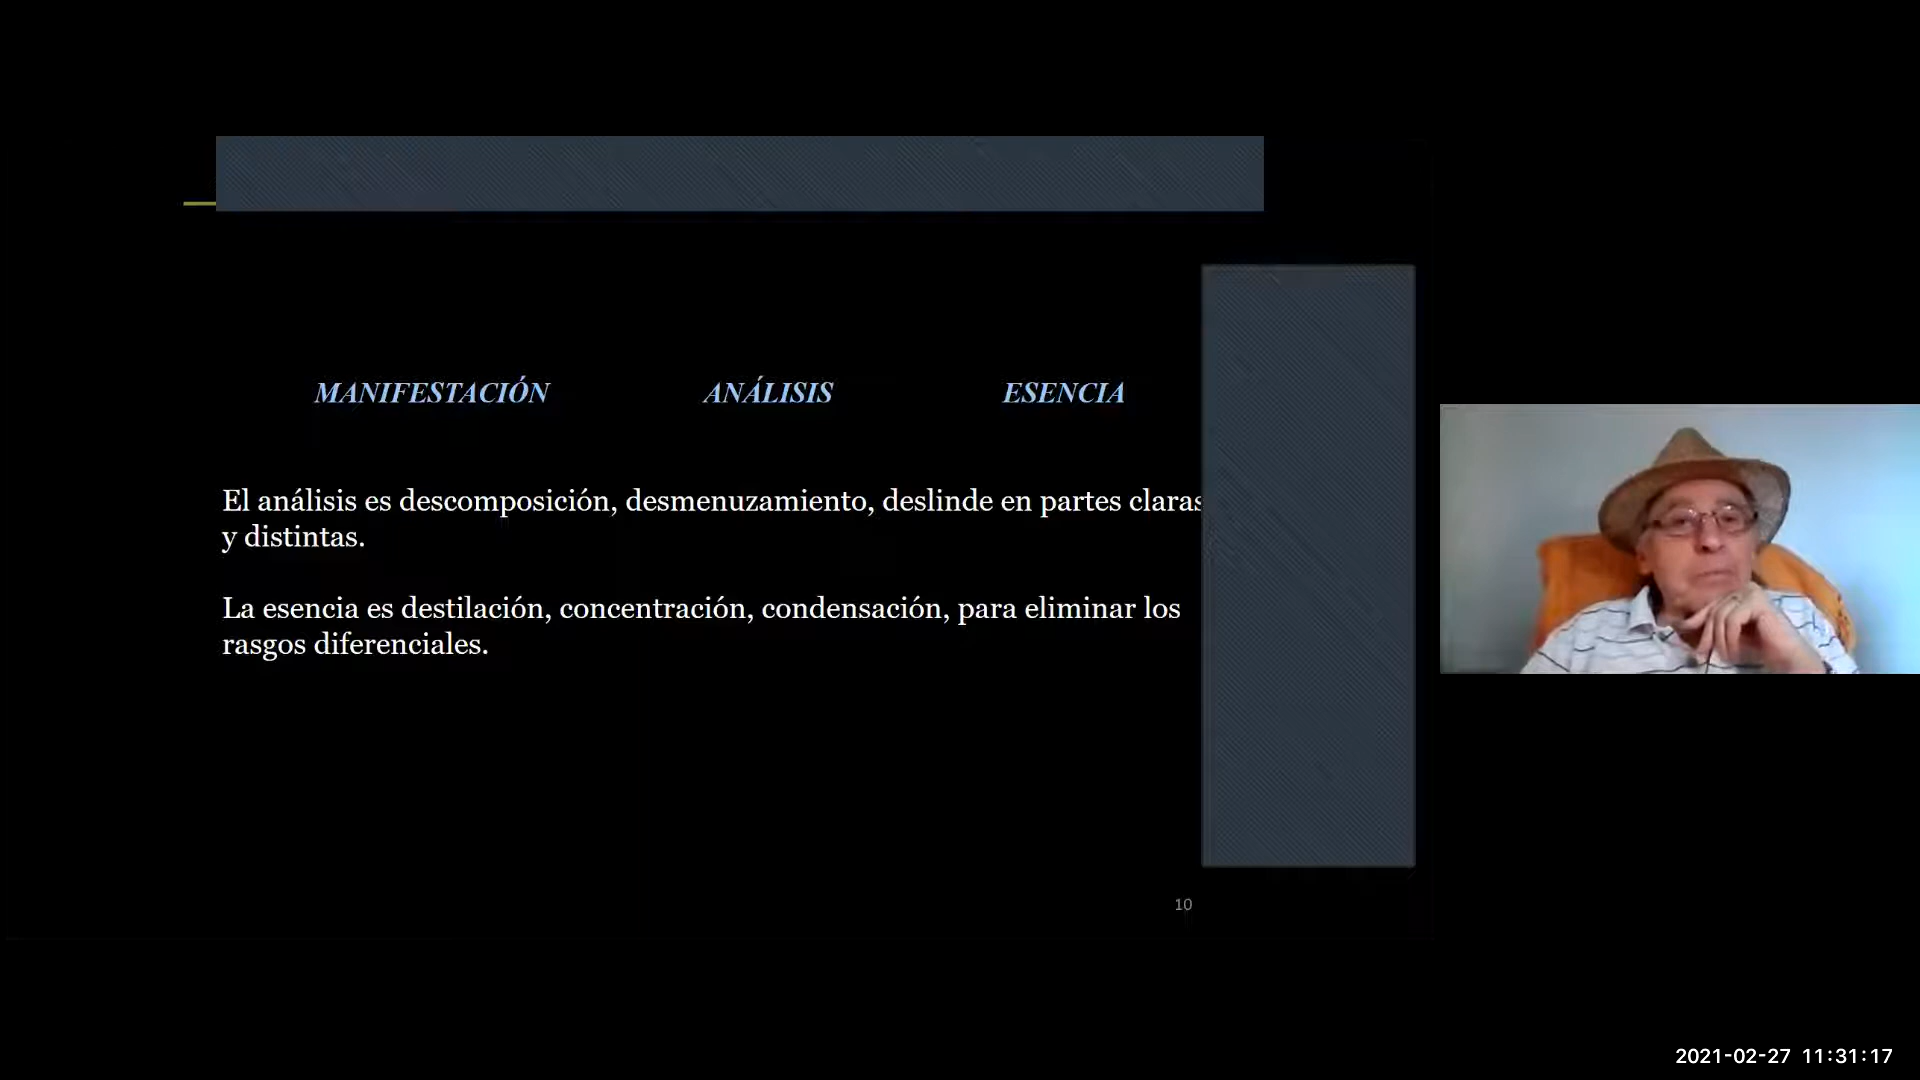 MANIFESTACIÓN ANÁLISIS ESENCIA
El análisis es descomposición, desmenuzamiento, deslinde en partes claras
y distintas.
La esencia es destilación, concentración, condensación, para eliminar los
rasgos diferenciales.
10
2021-02-27 11:31:17